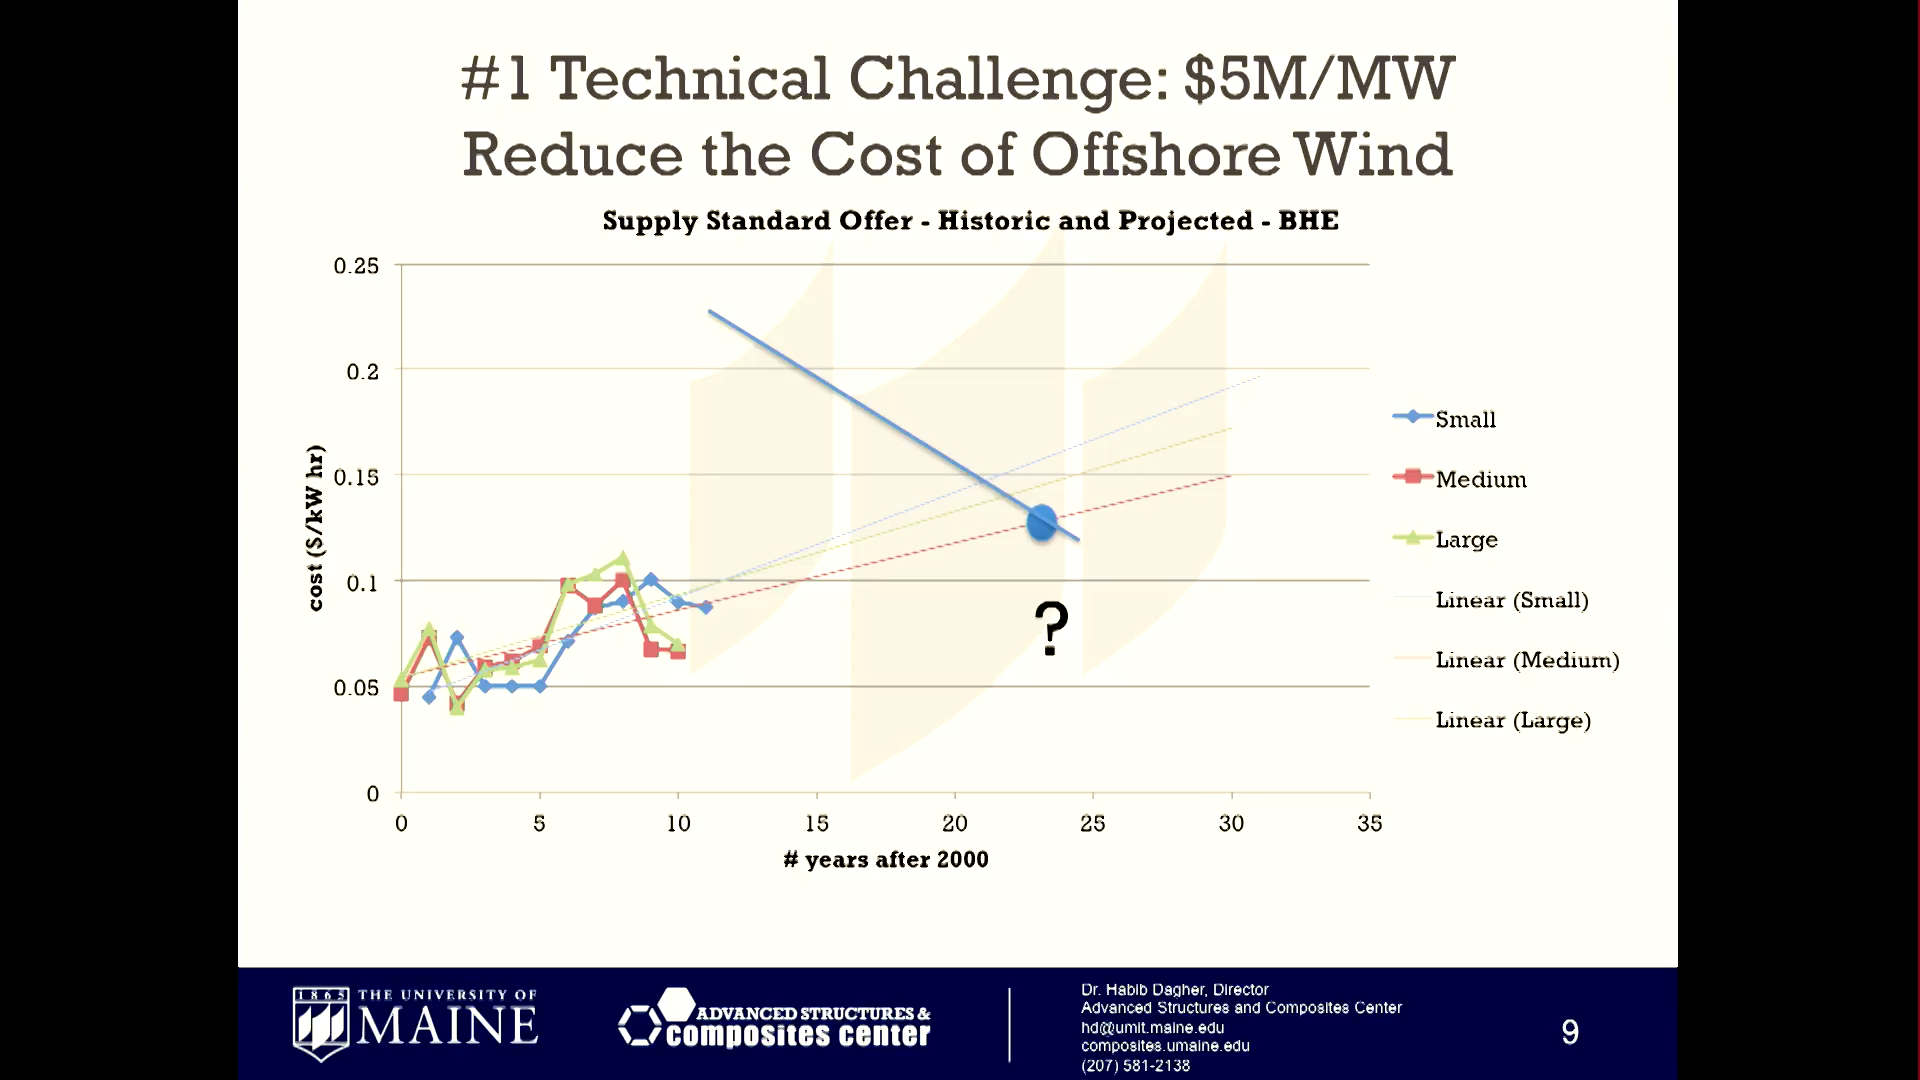 #1 Technical Challenge: $5M/MW
Reduce the Cost of Offshore Wind
Supply Standard Offer - Historic and Projected - BHE
0.25
0.2
0.15
0.1
0.05
0
cost ($/kW hr)
0 5 10 15 20 25 30 35
# years after 2000
?
Small
Medium
Large
Linear (Small)
Linear (Medium)
Linear (Large)
1865 THE UNIVERSITY OF
MAINE
ADVANCED STRUCTURES &
composites center
Dr. Habib Dagher, Director
Advanced Structures and Composites Center
hd@umit.maine.edu
composites.umaine.edu
(207) 581-2138
9